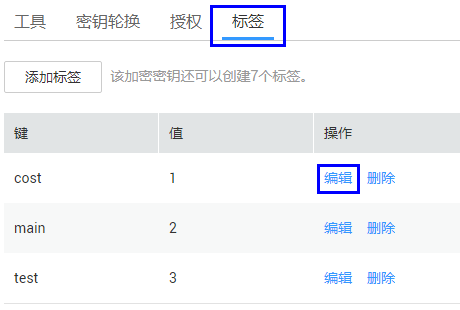 工具 密钥轮换 授权 标签
添加标签 该加密密钥还可以创建7个标签。
键 值 操作
cost 1 编辑 删除
main 2 编辑 删除
test 3 编辑 删除